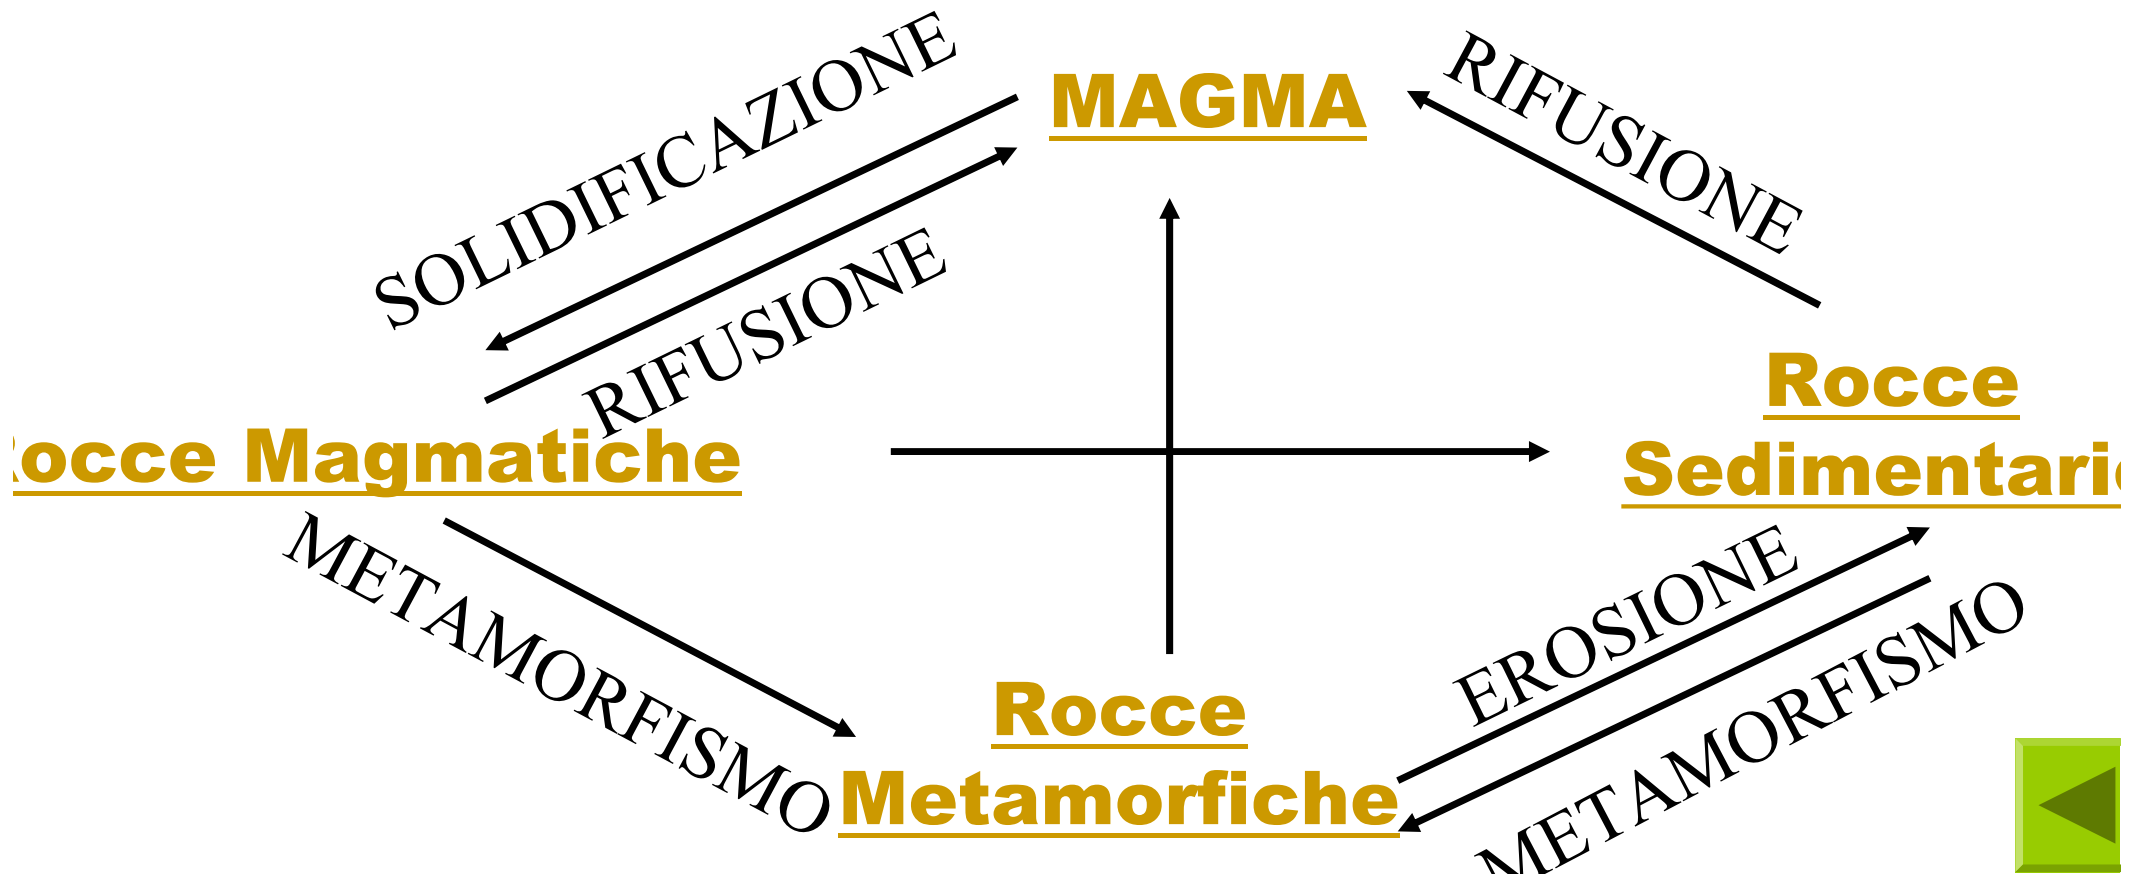 SOLIDIFICAZIONE
MAGMA
RIFUSIONE
RIFUSIONE
occe Magmatiche
Rocce
Sedimentari
METAMORFISMO
EROSIONE
METAMORFISMO
Rocce
Metamorfiche